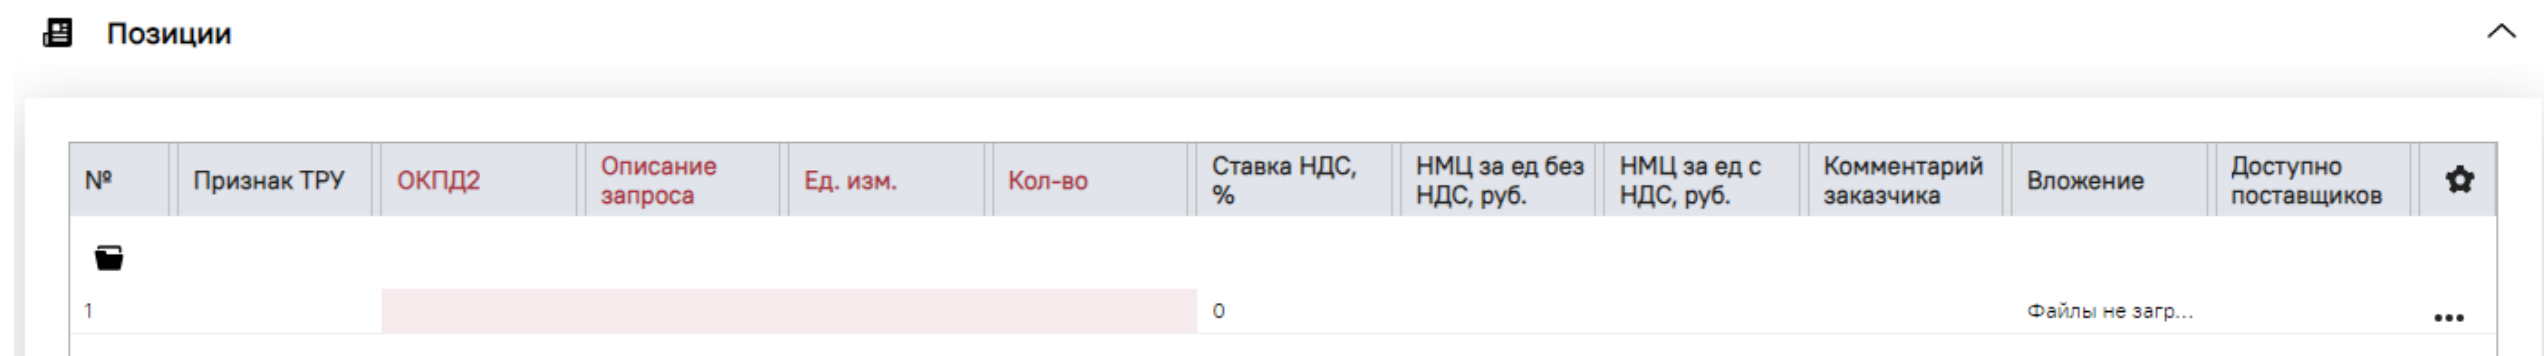 Позиции
№ Признак ТРУ ОКПД2 Описание запроса Ед. изм. Кол-во Ставка НДС, % НМЦ за ед без НДС, руб. НМЦ за ед с НДС, руб. Комментарий заказчика Вложение Доступно поставщиков
1 0 Файлы не загр...